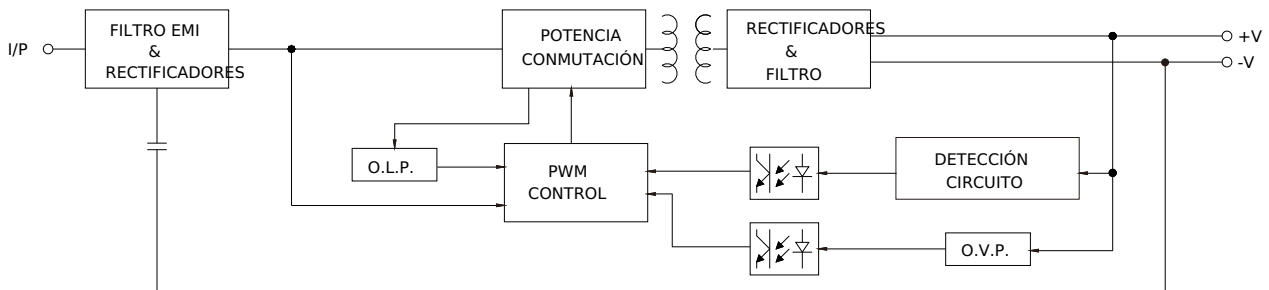 FILTRO EMI
&
RECTIFICADORES
I/P
POTENCIA
CONMUTACIÓN
RECTIFICADORES
&
FILTRO
+V
-V
O.L.P.
PWM
CONTROL
DETECCIÓN
CIRCUITO
O.V.P.